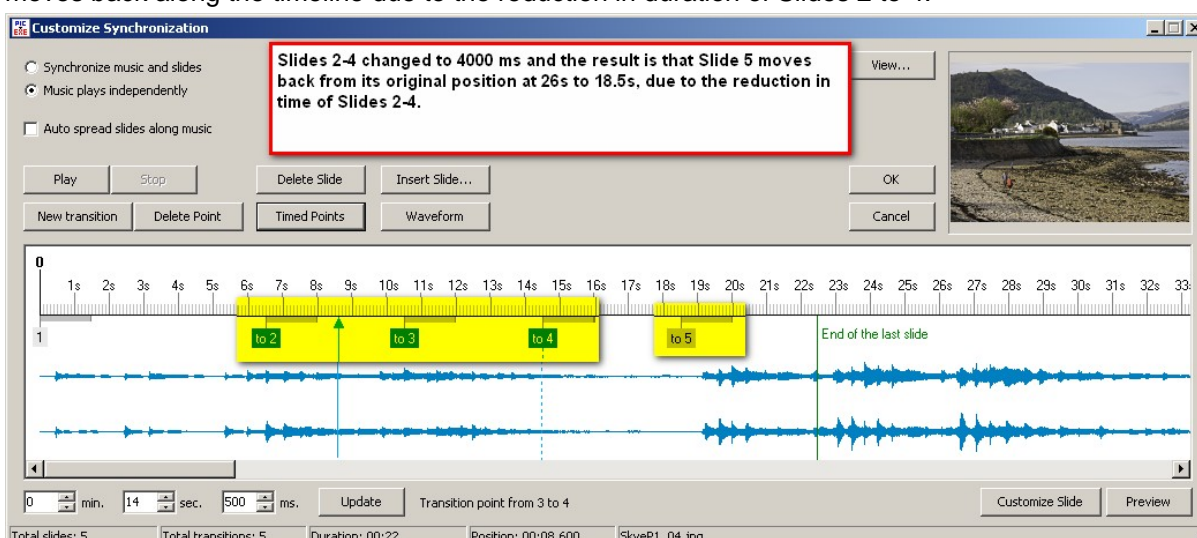 moves back along the timeline due to the reduction in duration of Slides 2 to 4.
PIC EXE Customize Synchronization
Synchronize music and slides
Music plays independently
Auto spread slides along music
Slides 2-4 changed to 4000 ms and the result is that Slide 5 moves
back from its original position at 26s to 18.5s, due to the reduction in
time of Slides 2-4.
View...
Play Stop Delete Slide Insert Slide... OK
New transition Delete Point Timed Points Waveform Cancel
0
1s 2s 3s 4s 5s 6s 7s 8s 9s 10s 11s 12s 13s 14s 15s 16s 17s 18s 19s 20s 21s 22s 23s 24s 25s 26s 27s 28s 29s 30s 31s 32s 33
1 to 2 to 3 to 4 to 5 End of the last slide
0 min. 14 sec. 500 ms. Update Transition point from 3 to 4 Customize Slide Preview
Total slides: 5 Total transitions: 5 Duration: 00:22 Position: 00:08.600 SkyeP1_04.jpg